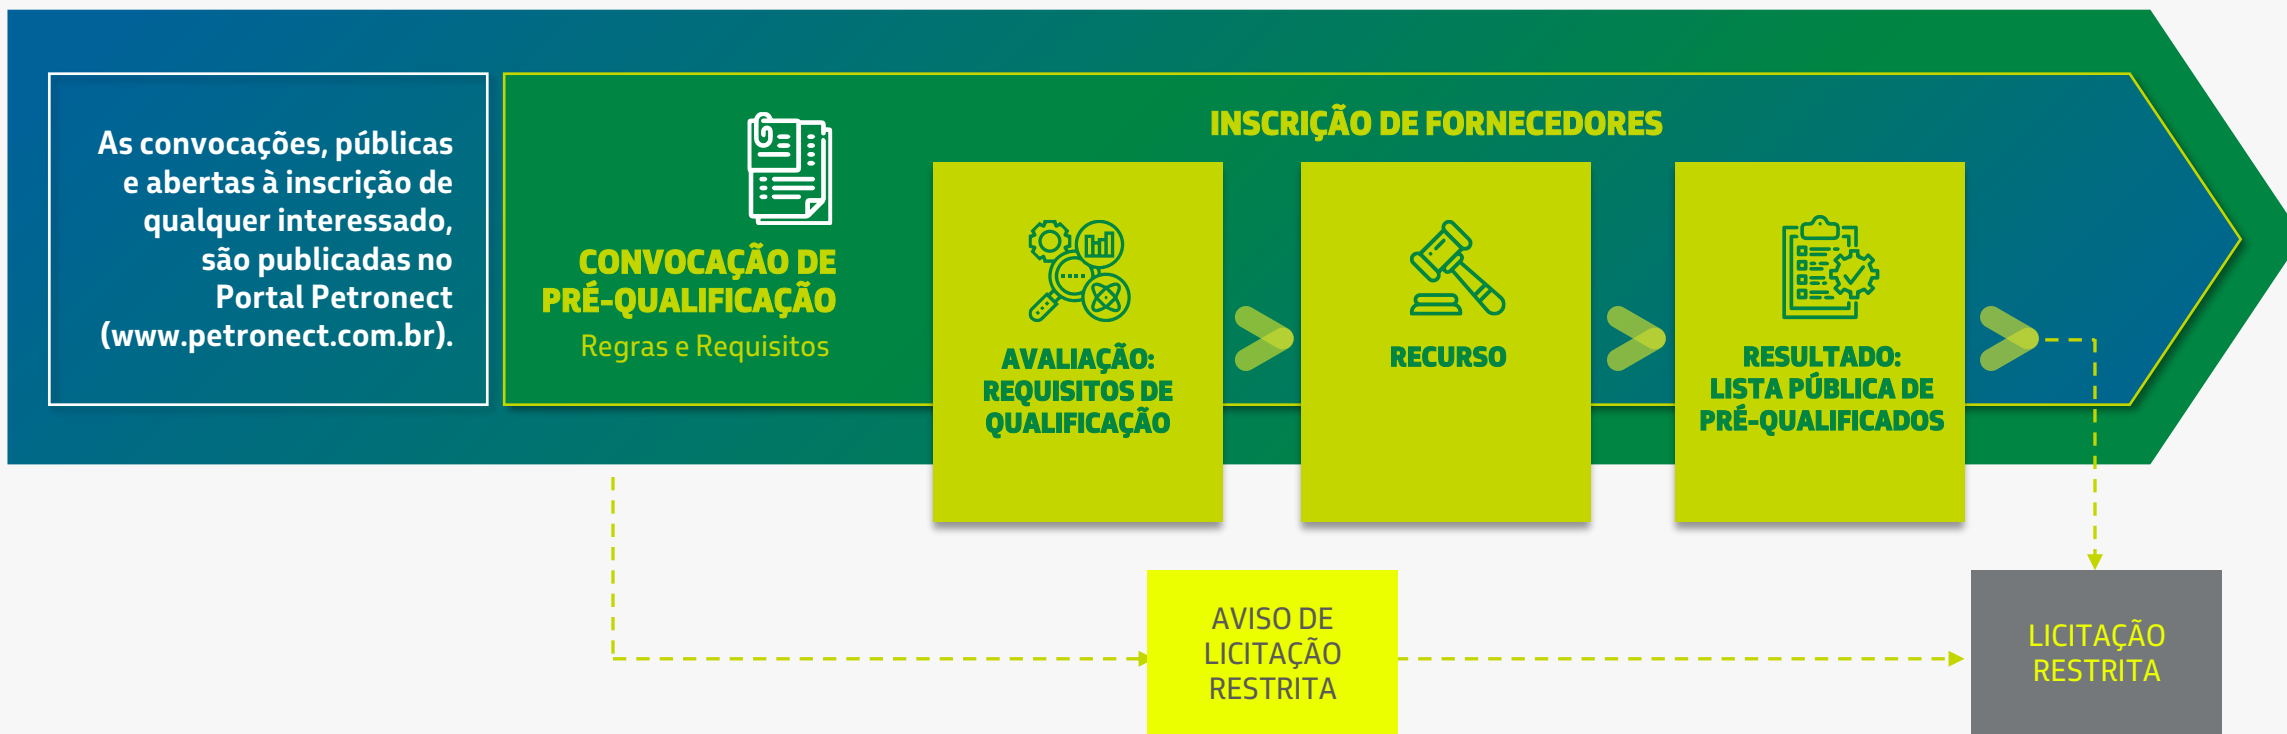 As convocações, públicas
e abertas à inscrição de
qualquer interessado,
são publicadas no
Portal Petronect
(www.petronect.com.br).
CONVOCAÇÃO DE
PRÉ-QUALIFICAÇÃO
Regras e Requisitos
INSCRIÇÃO DE FORNECEDORES
AVALIAÇÃO:
REQUISITOS DE
QUALIFICAÇÃO
RECURSO
RESULTADO:
LISTA PÚBLICA DE
PRÉ-QUALIFICADOS
AVISO DE
LICITAÇÃO
RESTRITA
LICITAÇÃO
RESTRITA